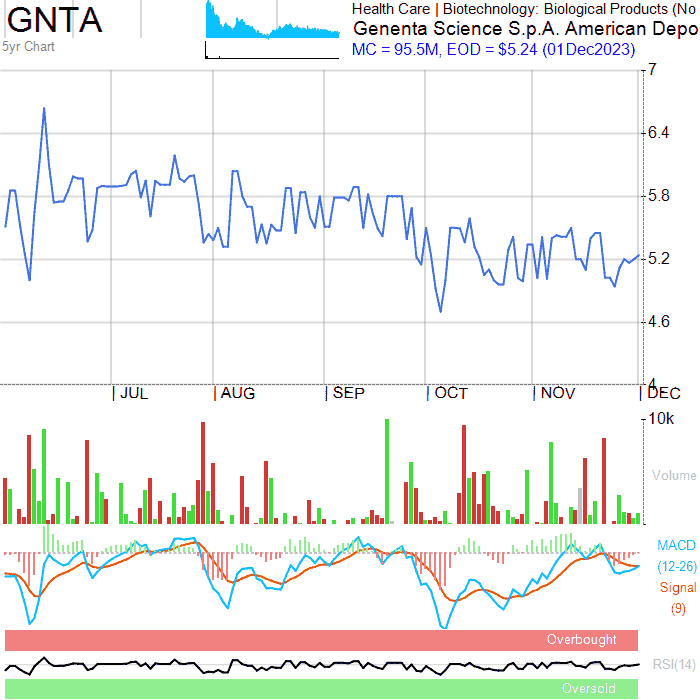 GNTA
5yr Chart
Health Care | Biotechnology: Biological Products (No
Genenta Science S.p.A. American Depo
MC = 95.5M, EOD = $5.24 (01Dec2023)
7
6.4
5.8
5.2
4.6
4
JUL AUG SEP OCT NOV DEC
10k
Volume
MACD
(12-26)
Signal
(9)
Overbought
RSI(14)
Oversold